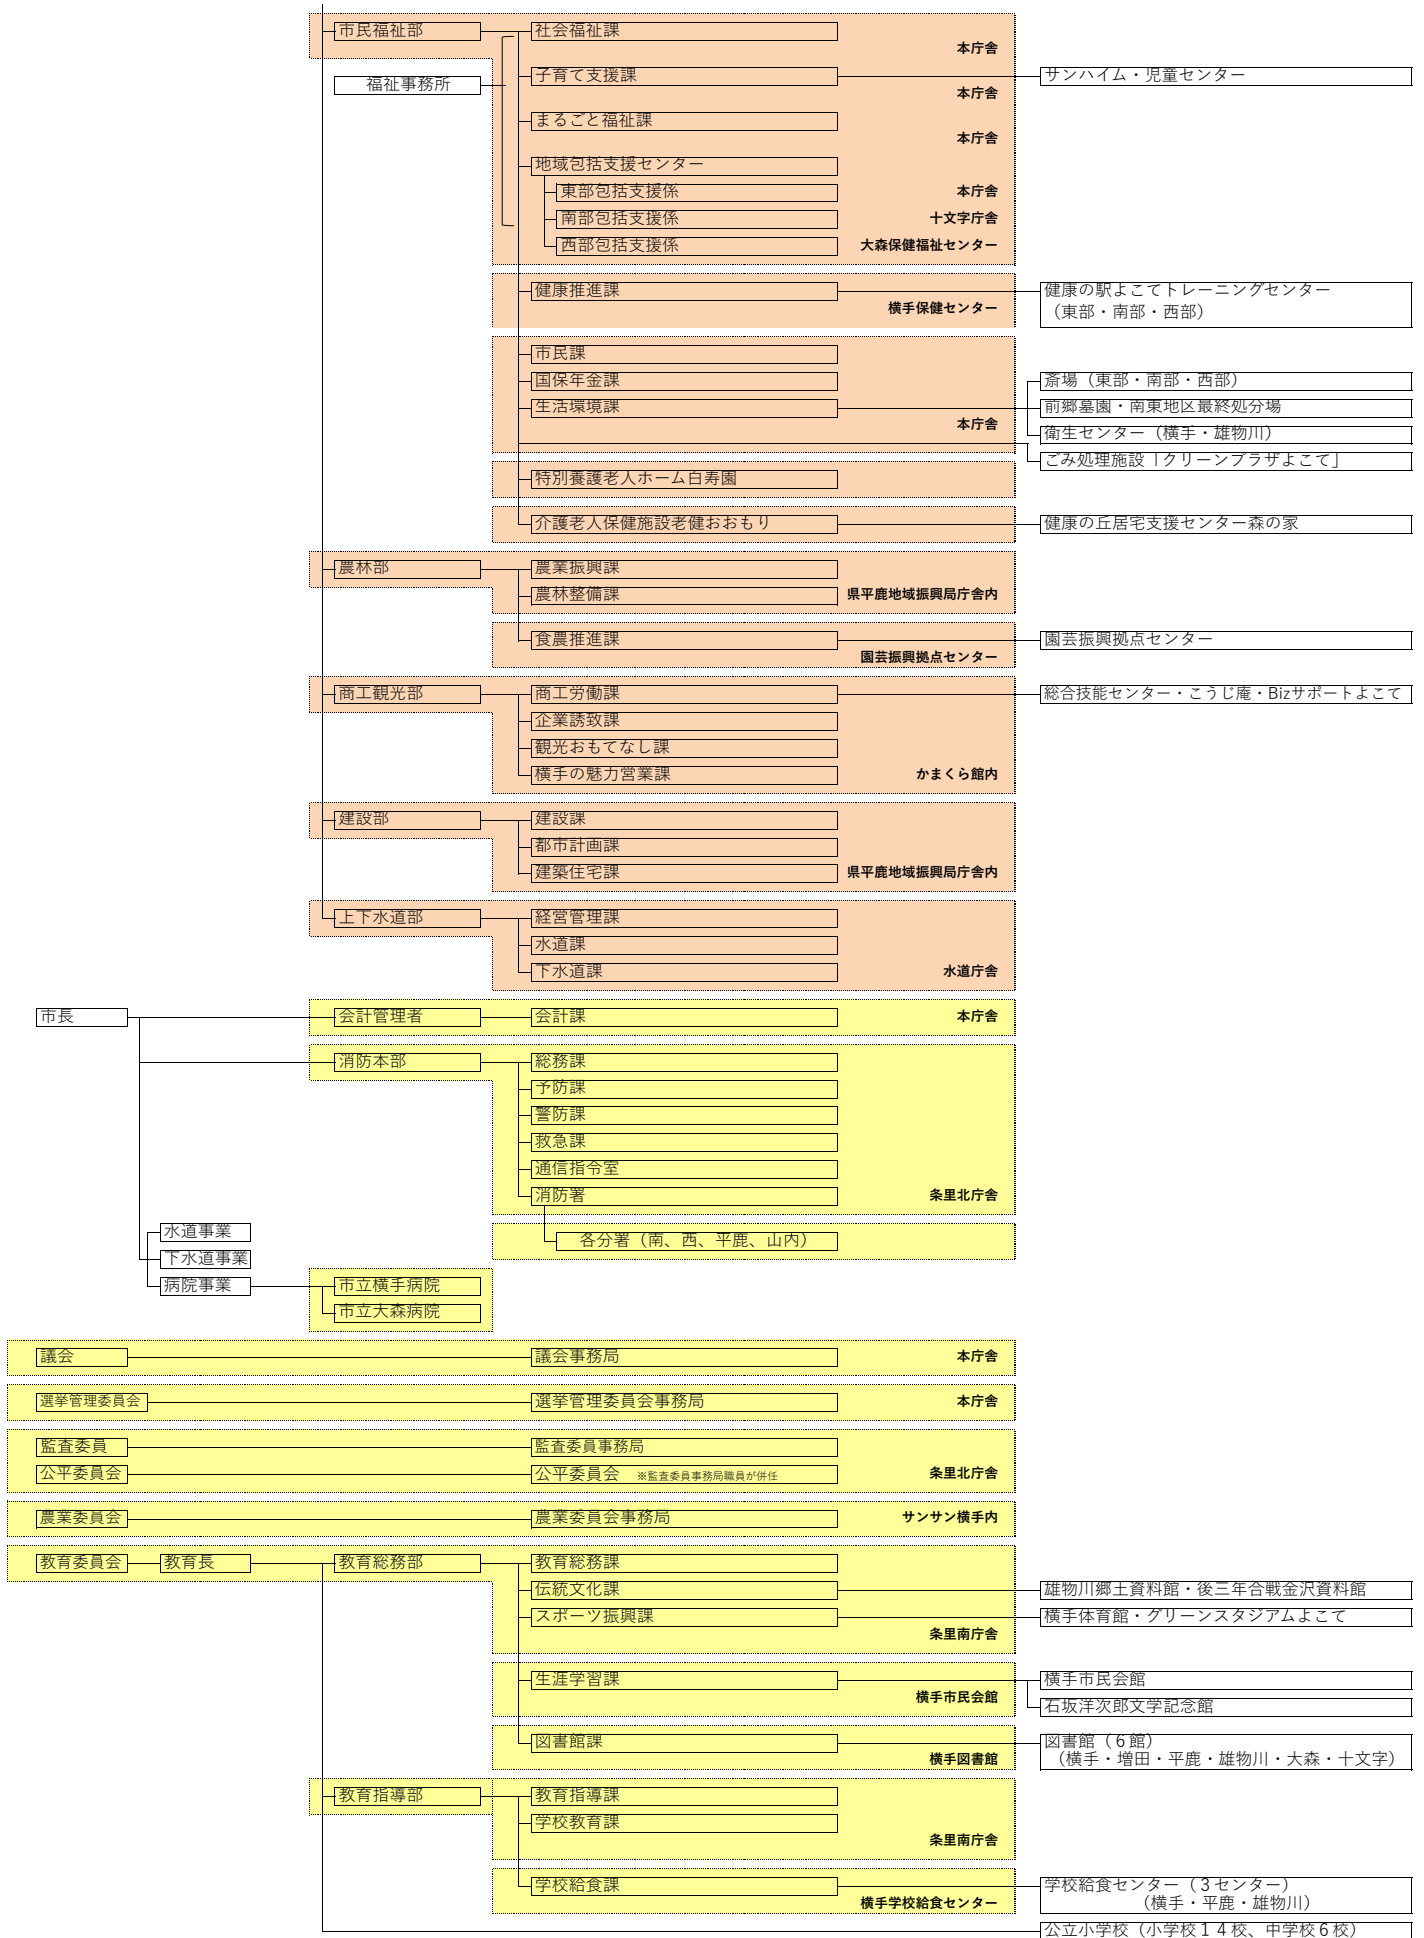 市民福祉部 社会福祉課
本庁舎
子育て支援課 サンハイム・児童センター
福祉事務所
本庁舎
まるごと福祉課
本庁舎
地域包括支援センター
東部包括支援係 本庁舎
南部包括支援係 十文字庁舎
西部包括支援係 大森保健福祉センター
健康推進課 健康の駅よこてトレーニングセンター
横手保健センター （東部・南部・西部）
市民課
国保年金課 斎場（東部・南部・西部）
生活環境課 前郷墓園・南東地区最終処分場
本庁舎
衛生センター（横手・雄物川）
ごみ処理施設「クリーンプラザよこて」
特別養護老人ホーム白寿園
介護老人保健施設老健おおもり 健康の丘居宅支援センター森の家
農林部 農業振興課
農林整備課 県平鹿地域振興局庁舎内
食農推進課 園芸振興拠点センター
園芸振興拠点センター
商工観光部 商工労働課 総合技能センター・こうじ庵・Bizサポートよこて
企業誘致課
観光おもてなし課
横手の魅力営業課 かまくら館内
建設部 建設課
都市計画課
建築住宅課 県平鹿地域振興局庁舎内
上下水道部 経営管理課
水道課
下水道課 水道庁舎
市長 会計管理者 会計課 本庁舎
消防本部 総務課
予防課
警防課
救急課
通信指令室
消防署 条里北庁舎
水道事業
各分署（南、西、平鹿、山内）
下水道事業
病院事業 市立横手病院
市立大森病院
議会 議会事務局 本庁舎
選挙管理委員会 選挙管理委員会事務局 本庁舎
監査委員 監査委員事務局
公平委員会 公平委員会 ※監査委員事務局職員が併任 条里北庁舎
農業委員会 農業委員会事務局 サンサン横手内
教育委員会 教育長 教育総務部 教育総務課
伝統文化課 雄物川郷土資料館・後三年合戦金沢資料館
スポーツ振興課 横手体育館・グリーンスタジアムよこて
条里南庁舎
生涯学習課 横手市民会館
横手市民会館
石坂洋次郎文学記念館
図書館課 図書館（６館）
横手図書館 （横手・増田・平鹿・雄物川・大森・十文字）
教育指導部 教育指導課
学校教育課
条里南庁舎
学校給食課 学校給食センター（３センター）
横手学校給食センター （横手・平鹿・雄物川）
公立小学校（小学校１４校、中学校６校）